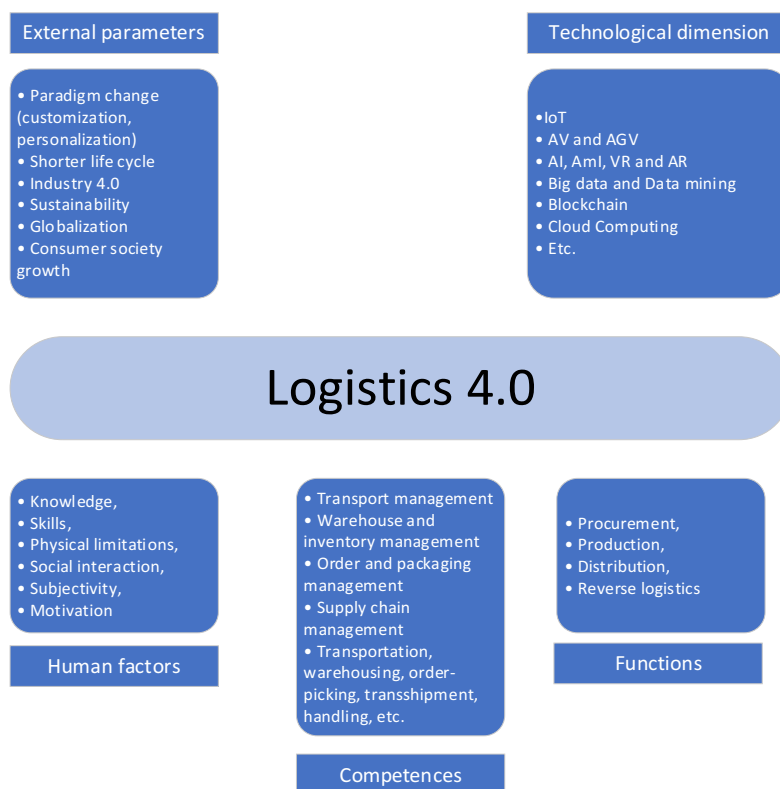 External parameters
Technological dimension
• Paradigm change
(customization,
personalization)
• Shorter life cycle
• Industry 4.0
• Sustainability
• Globalization
• Consumer society
growth
•IoT
• AV and AGV
• AI, AmI, VR and AR
• Big data and Data mining
• Blockchain
• Cloud Computing
• Etc.
Logistics 4.0
• Knowledge,
• Skills,
• Physical limitations,
• Social interaction,
• Subjectivity,
• Motivation
Human factors
• Transport management
• Warehouse and
inventory management
• Order and packaging
management
• Supply chain
management
• Transportation,
warehousing, order-
picking, transshipment,
handling, etc.
Competences
• Procurement,
• Production,
• Distribution,
• Reverse logistics
Functions